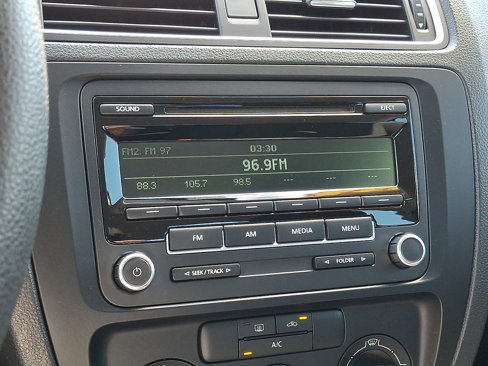 SOUND EJECT
FM2: FM 97 03:30
96.9FM
88.3 105.7 98.5 --- --- ---
FM AM MEDIA MENU
SEEK / TRACK FOLDER
A/C